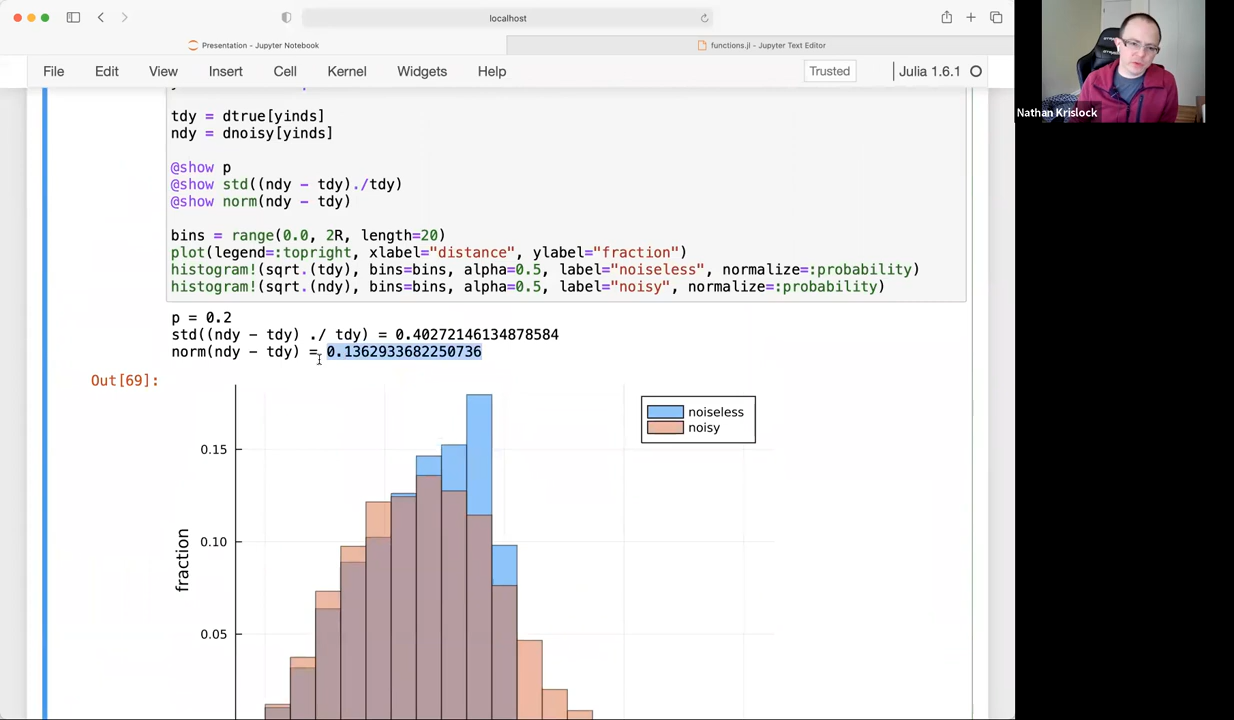 localhost
Presentation - Jupyter Notebook
functions.jl - Jupyter Text Editor
File Edit View Insert Cell Kernel Widgets Help Trusted Julia 1.6.1
tdy = dtrue[yinds]
ndy = dnoisy[yinds]
@show p
@show std((ndy - tdy)./tdy)
@show norm(ndy - tdy)
bins = range(0.0, 2R, length=20)
plot(legend=:topright, xlabel="distance", ylabel="fraction")
histogram!(sqrt.(tdy), bins=bins, alpha=0.5, label="noiseless", normalize=:probability)
histogram!(sqrt.(ndy), bins=bins, alpha=0.5, label="noisy", normalize=:probability)
p = 0.2
std((ndy - tdy) ./ tdy) = 0.40272146134878584
norm(ndy - tdy) = 0.1362933682250736
Out[69]:
noiseless
noisy
0.15
0.10
0.05
fraction
Nathan Krislock